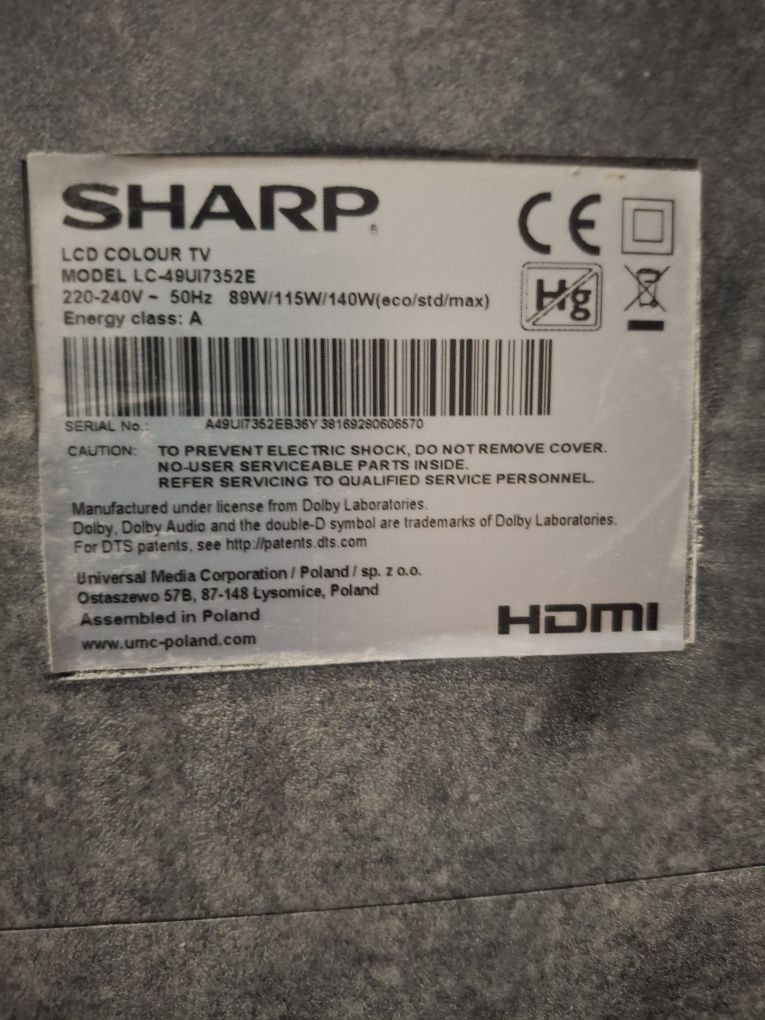 SHARP
LCD COLOUR TV
MODEL LC-49UI7352E
220-240V ~ 50Hz 89W/115W/140W(eco/std/max)
Energy class: A
CE
Hg
SERIAL No.: A49UI7352EB36Y 38169280606570
CAUTION: TO PREVENT ELECTRIC SHOCK, DO NOT REMOVE COVER.
NO-USER SERVICEABLE PARTS INSIDE.
REFER SERVICING TO QUALIFIED SERVICE PERSONNEL.
Manufactured under license from Dolby Laboratories.
Dolby, Dolby Audio and the double-D symbol are trademarks of Dolby Laboratories.
For DTS patents, see http://patents.dts.com
Universal Media Corporation / Poland / sp. z o.o.
Ostaszewo 57B, 87-148 Łysomice, Poland
Assembled in Poland
www.umc-poland.com
HDMI